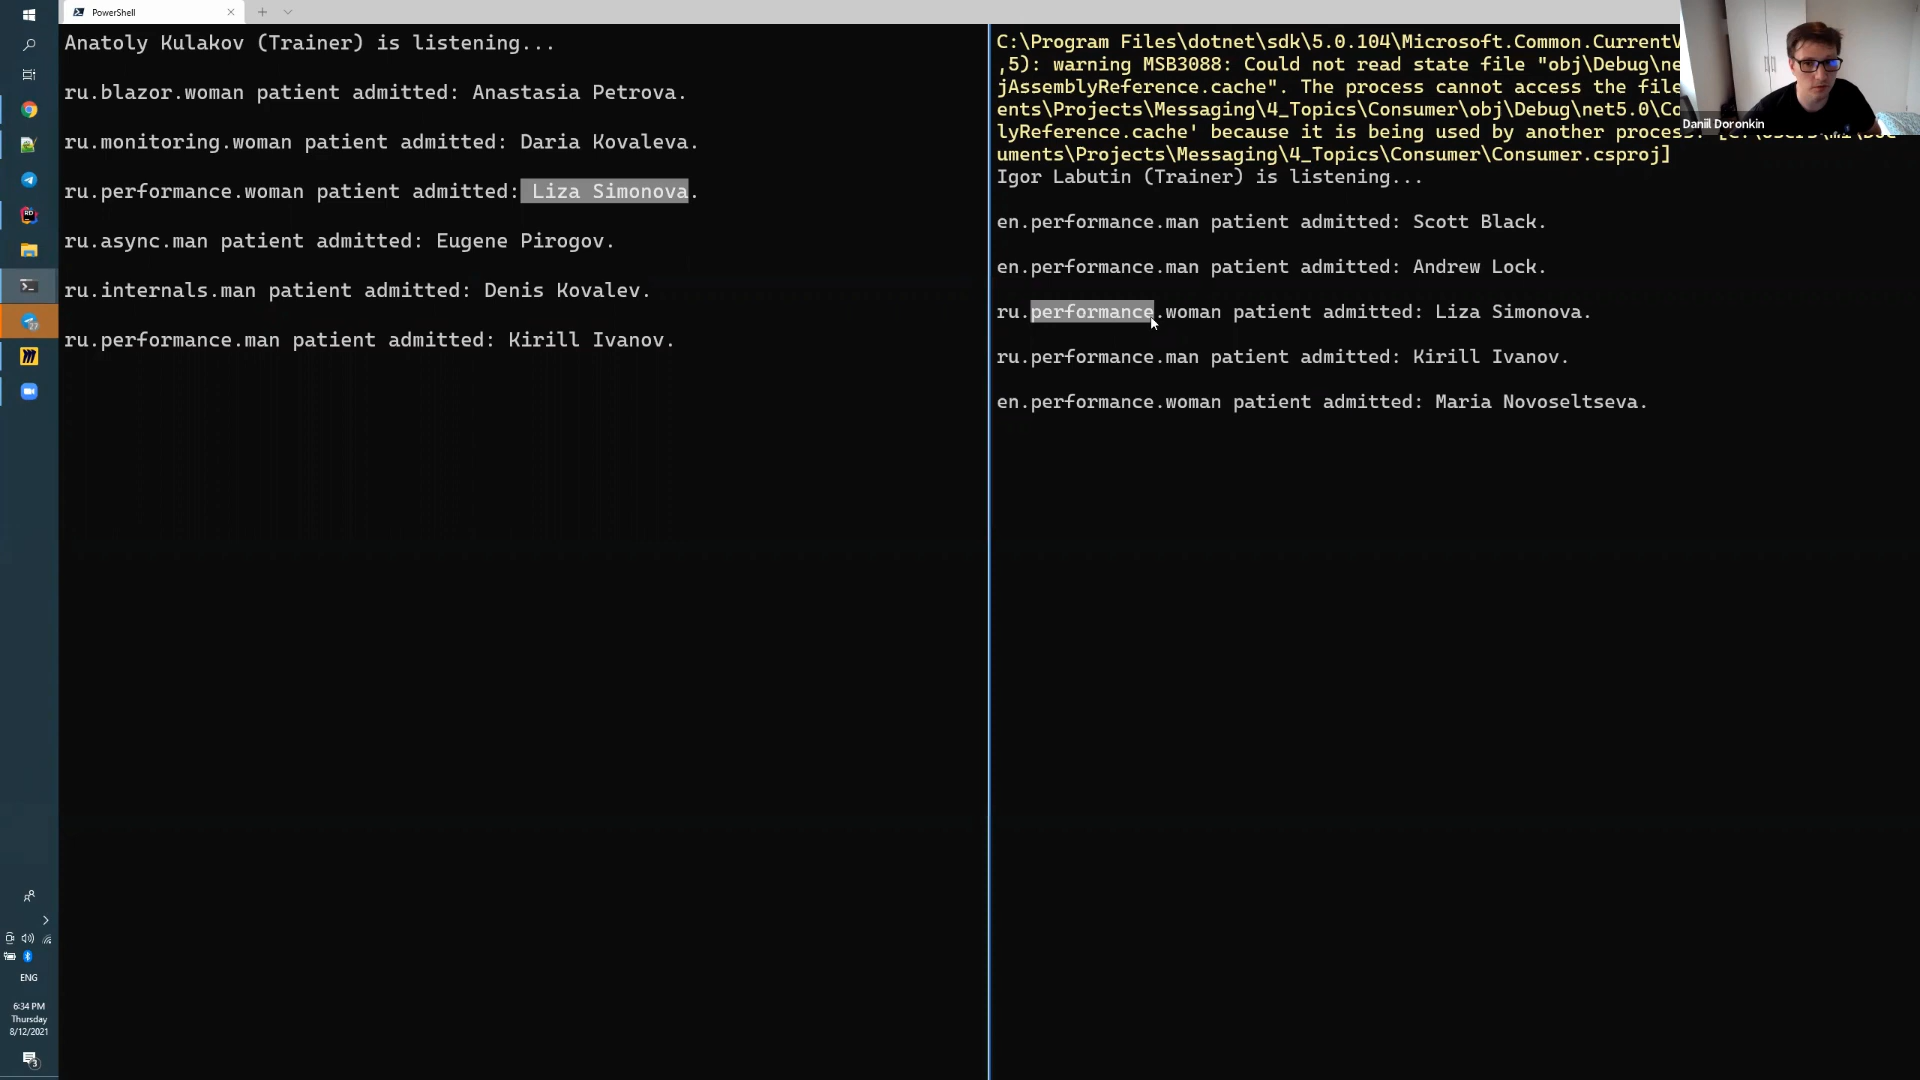 PowerShell
Anatoly Kulakov (Trainer) is listening...
ru.blazor.woman patient admitted: Anastasia Petrova.
ru.monitoring.woman patient admitted: Daria Kovaleva.
ru.performance.woman patient admitted: Liza Simonova.
ru.async.man patient admitted: Eugene Pirogov.
ru.internals.man patient admitted: Denis Kovalev.
ru.performance.man patient admitted: Kirill Ivanov.
C:\Program Files\dotnet\sdk\5.0.104\Microsoft.Common.CurrentV
,5): warning MSB3088: Could not read state file "obj\Debug\ne
jAssemblyReference.cache". The process cannot access the file
ents\Projects\Messaging\4_Topics\Consumer\obj\Debug\net5.0\Co
lyReference.cache' because it is being used by another process.
uments\Projects\Messaging\4_Topics\Consumer\Consumer.csproj]
Igor Labutin (Trainer) is listening...
en.performance.man patient admitted: Scott Black.
en.performance.man patient admitted: Andrew Lock.
ru.performance.woman patient admitted: Liza Simonova.
ru.performance.man patient admitted: Kirill Ivanov.
en.performance.woman patient admitted: Maria Novoseltseva.
Daniil Doronkin
RD
27
ENG
6:34 PM
Thursday
8/12/2021
3